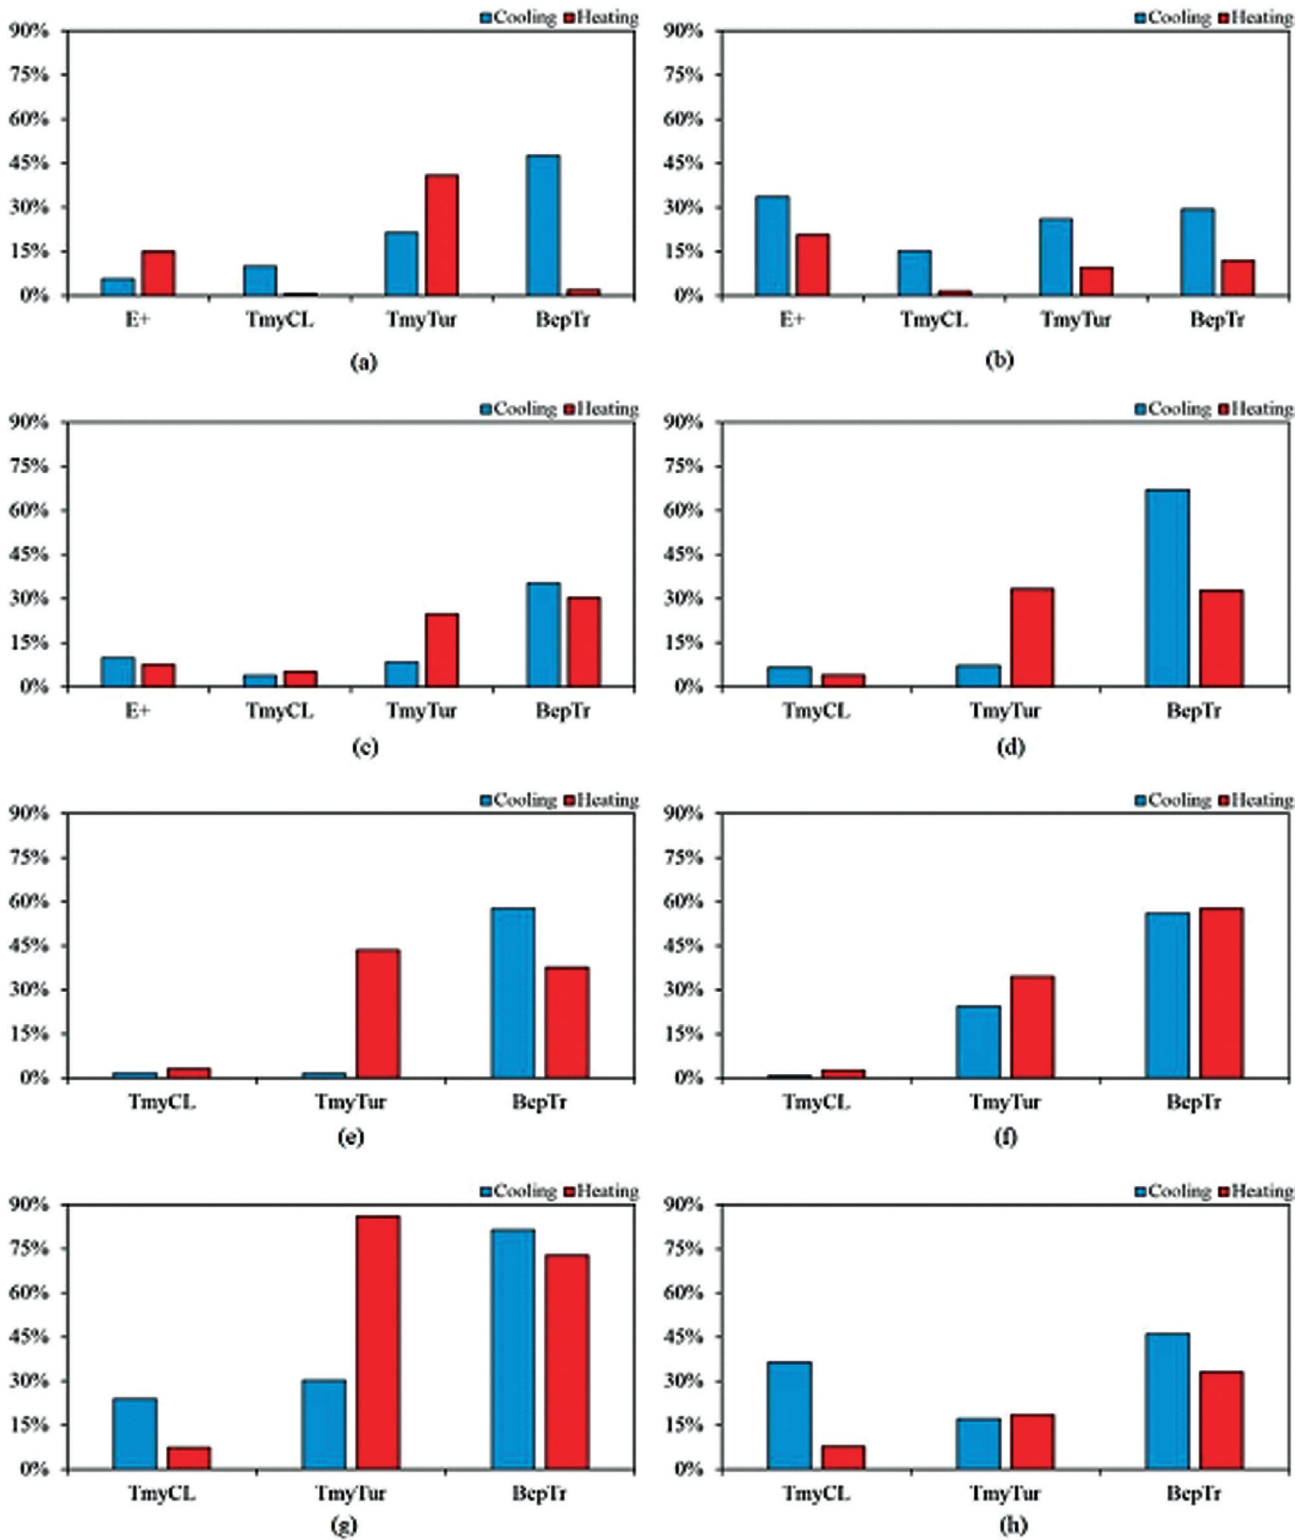 Cooling Heating
90%
75%
60%
45%
30%
15%
0%
E+ TmyCL TmyTur BepTr
(a)
Cooling Heating
90%
75%
60%
45%
30%
15%
0%
E+ TmyCL TmyTur BepTr
(b)
Cooling Heating
90%
75%
60%
45%
30%
15%
0%
E+ TmyCL TmyTur BepTr
(c)
Cooling Heating
90%
75%
60%
45%
30%
15%
0%
TmyCL TmyTur BepTr
(d)
Cooling Heating
90%
75%
60%
45%
30%
15%
0%
TmyCL TmyTur BepTr
(e)
Cooling Heating
90%
75%
60%
45%
30%
15%
0%
TmyCL TmyTur BepTr
(f)
Cooling Heating
90%
75%
60%
45%
30%
15%
0%
TmyCL TmyTur BepTr
(g)
Cooling Heating
90%
75%
60%
45%
30%
15%
0%
TmyCL TmyTur BepTr
(h)